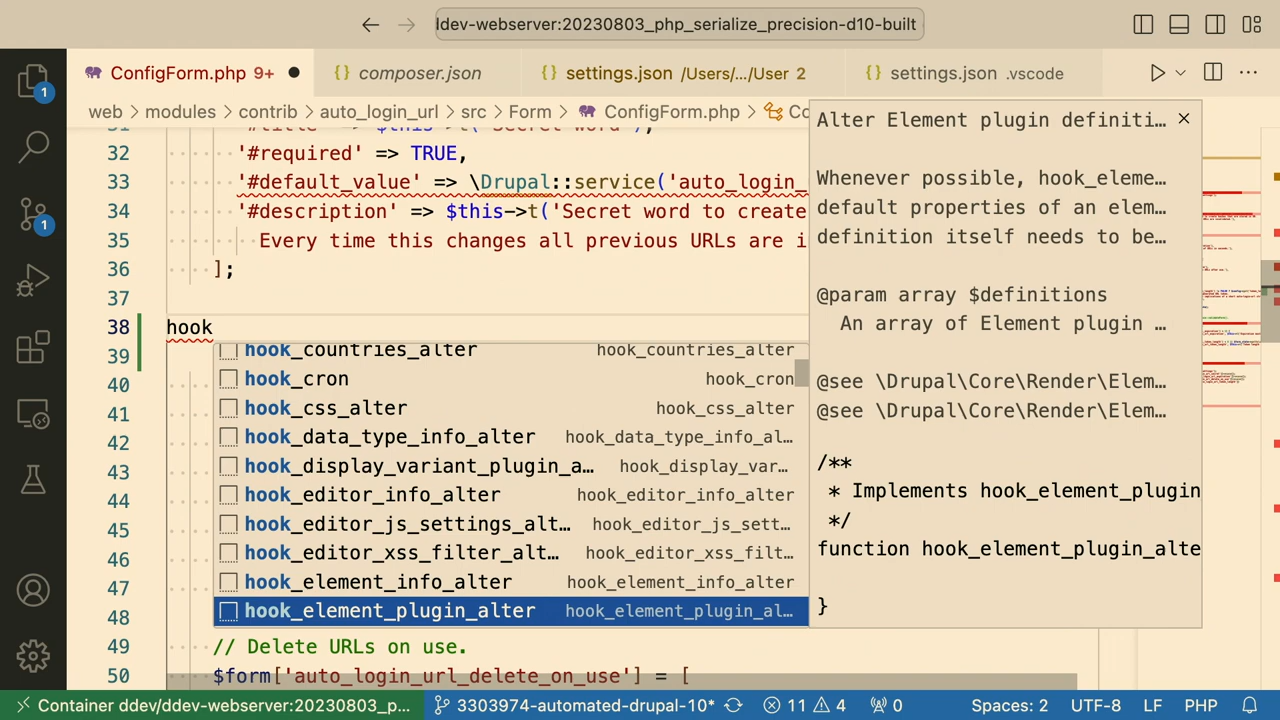 ddev-webserver:20230803_php_serialize_precision-d10-built
ConfigForm.php 9+
composer.json
settings.json /Users/.../User 2
settings.json .vscode
web > modules > contrib > auto_login_url > src > Form > ConfigForm.php >
32 '#required' => TRUE,
33 '#default_value' => \Drupal::service('auto_login_
34 '#description' => $this->t('Secret word to create
35 Every time this changes all previous URLs are i
36 ];
37
38 hook
39
40
41
42
43
44
45
46
47
48
hook_countries_alter hook_countries_alter
hook_cron hook_cron
hook_css_alter hook_css_alter
hook_data_type_info_alter hook_data_type_info_al...
hook_display_variant_plugin_a... hook_display_var...
hook_editor_info_alter hook_editor_info_alter
hook_editor_js_settings_alt... hook_editor_js_sett...
hook_editor_xss_filter_alt... hook_editor_xss_filt...
hook_element_info_alter hook_element_info_alter
hook_element_plugin_alter hook_element_plugin_al...
49 // Delete URLs on use.
50 $form['auto_login_url_delete_on_use'] = [
Alter Element plugin definiti...
Whenever possible, hook_eleme...
default properties of an elem...
definition itself needs to be...
@param array $definitions
An array of Element plugin ...
@see \Drupal\Core\Render\Elem...
@see \Drupal\Core\Render\Elem...
/**
* Implements hook_element_plugin
*/
function hook_element_plugin_alte
}
1
1
Container ddev/ddev-webserver:20230803_p... 3303974-automated-drupal-10* 11 4 0 Spaces: 2 UTF-8 LF PHP